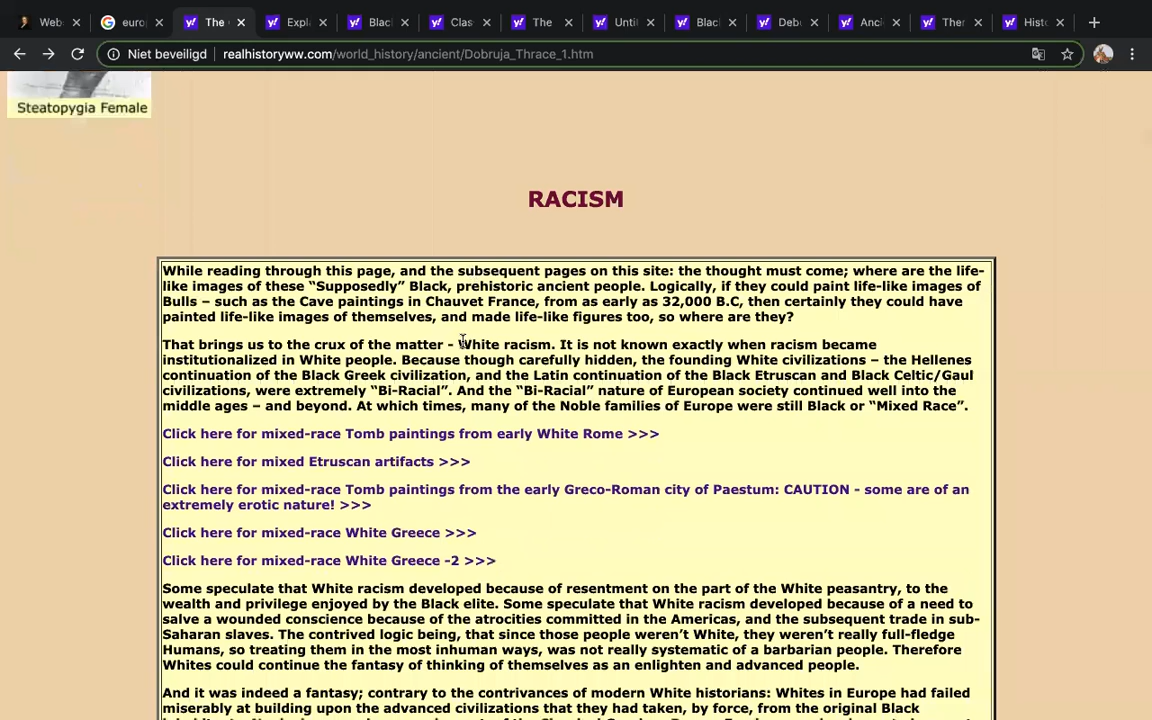 Webs
europ
The
Expla
Blac
Clas
The
Unti
Blac
Debu
Anci
Ther
Histo
Niet beveiligd
realhistoryww.com/world_history/ancient/Dobruja_Thrace_1.htm
Steatopygia Female
RACISM
While reading through this page, and the subsequent pages on this site: the thought must come; where are the life-
like images of these “Supposedly” Black, prehistoric ancient people. Logically, if they could paint life-like images of
Bulls – such as the Cave paintings in Chauvet France, from as early as 32,000 B.C, then certainly they could have
painted life-like images of themselves, and made life-like figures too, so where are they?
That brings us to the crux of the matter - White racism. It is not known exactly when racism became
institutionalized in White people. Because though carefully hidden, the founding White civilizations – the Hellenes
continuation of the Black Greek civilization, and the Latin continuation of the Black Etruscan and Black Celtic/Gaul
civilizations, were extremely “Bi-Racial”. And the “Bi-Racial” nature of European society continued well into the
middle ages – and beyond. At which times, many of the Noble families of Europe were still Black or “Mixed Race”.
Click here for mixed-race Tomb paintings from early White Rome >>>
Click here for mixed Etruscan artifacts >>>
Click here for mixed-race Tomb paintings from the early Greco-Roman city of Paestum: CAUTION - some are of an
extremely erotic nature! >>>
Click here for mixed-race White Greece >>>
Click here for mixed-race White Greece -2 >>>
Some speculate that White racism developed because of resentment on the part of the White peasantry, to the
wealth and privilege enjoyed by the Black elite. Some speculate that White racism developed because of a need to
salve a wounded conscience because of the atrocities committed in the Americas, and the subsequent trade in sub-
Saharan slaves. The contrived logic being, that since those people weren’t White, they weren’t really full-fledge
Humans, so treating them in the most inhuman ways, was not really systematic of a barbarian people. Therefore
Whites could continue the fantasy of thinking of themselves as an enlighten and advanced people.
And it was indeed a fantasy; contrary to the contrivances of modern White historians: Whites in Europe had failed
miserably at building upon the advanced civilizations that they had taken, by force, from the original Black